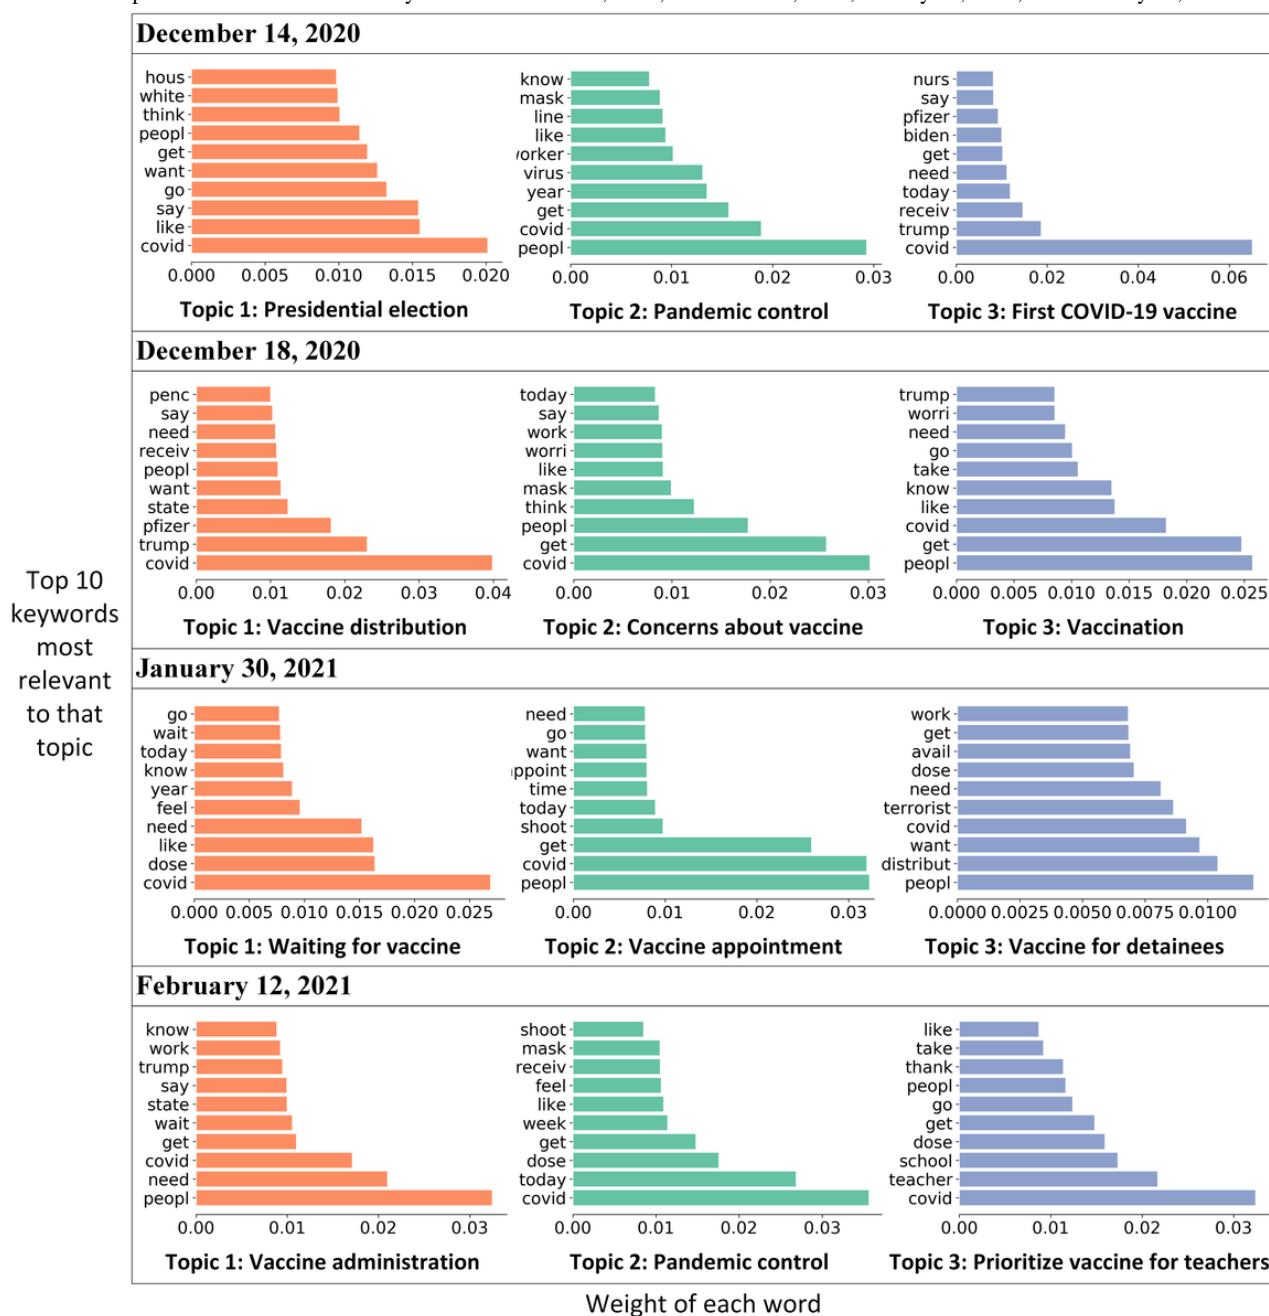 December 14, 2020
hous
white
think
peopl
get
want
go
say
like
covid
0.000 0.005 0.010 0.015 0.020
Topic 1: Presidential election
know
mask
line
like
orker
virus
year
get
covid
peopl
0.00 0.01 0.02 0.03
Topic 2: Pandemic control
nurs
say
pfizer
biden
get
need
today
receiv
trump
covid
0.00 0.02 0.04 0.06
Topic 3: First COVID-19 vaccine
December 18, 2020
penc
say
need
receiv
peopl
want
state
pfizer
trump
covid
0.00 0.01 0.02 0.03 0.04
Topic 1: Vaccine distribution
today
say
work
worri
like
mask
think
peopl
get
covid
0.00 0.01 0.02 0.03
Topic 2: Concerns about vaccine
trump
worri
need
go
take
know
like
covid
get
peopl
0.000 0.005 0.010 0.015 0.020 0.025
Topic 3: Vaccination
Top 10
keywords
most
relevant
to that
topic
January 30, 2021
go
wait
today
know
year
feel
need
like
dose
covid
0.000 0.005 0.010 0.015 0.020 0.025
Topic 1: Waiting for vaccine
need
go
want
ppoint
time
today
shoot
get
covid
peopl
0.00 0.01 0.02 0.03
Topic 2: Vaccine appointment
work
get
avail
dose
need
terrorist
covid
want
distribut
peopl
0.0000 0.0025 0.0050 0.0075 0.0100
Topic 3: Vaccine for detainees
February 12, 2021
know
work
trump
say
state
wait
get
covid
need
peopl
0.00 0.01 0.02 0.03
Topic 1: Vaccine administration
shoot
mask
receiv
feel
like
week
get
dose
today
covid
0.00 0.01 0.02 0.03
Topic 2: Pandemic control
like
take
thank
peopl
go
get
dose
school
teacher
covid
0.00 0.01 0.02 0.03
Topic 3: Prioritize vaccine for teachers
Weight of each word